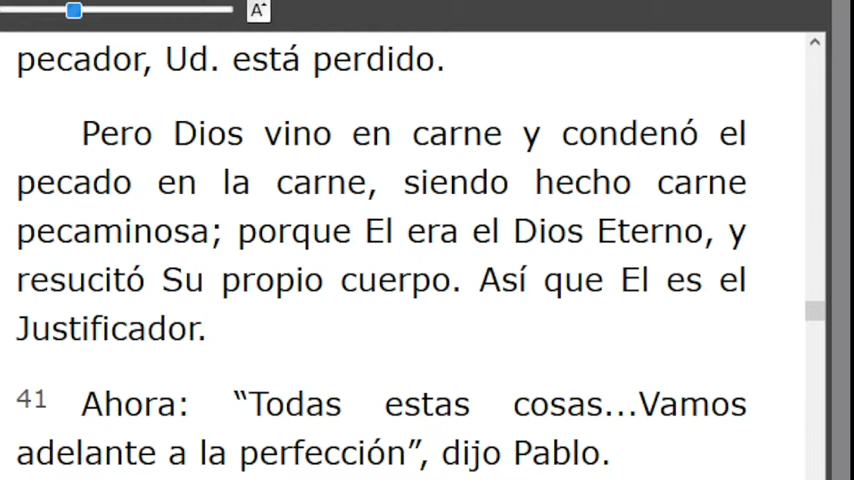 A
pecador, Ud. está perdido.
Pero Dios vino en carne y condenó el
pecado en la carne, siendo hecho carne
pecaminosa; porque El era el Dios Eterno, y
resucitó Su propio cuerpo. Así que El es el
Justificador.
41 Ahora: “Todas estas cosas...Vamos
adelante a la perfección”, dijo Pablo.